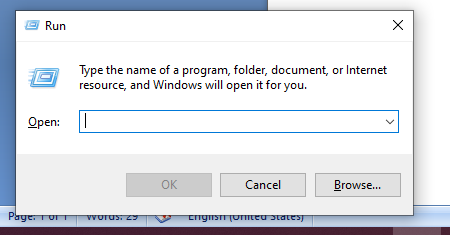 Run
Type the name of a program, folder, document, or Internet
resource, and Windows will open it for you.
Open:
OK Cancel Browse...
Page: 1 of 1 Words: 29 English (United States)